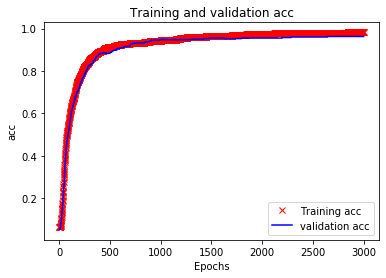 Training and validation acc
1.0
0.8
0.6
0.4
0.2
acc
0
500
1000
1500
2000
2500
3000
Epochs
Training acc
validation acc